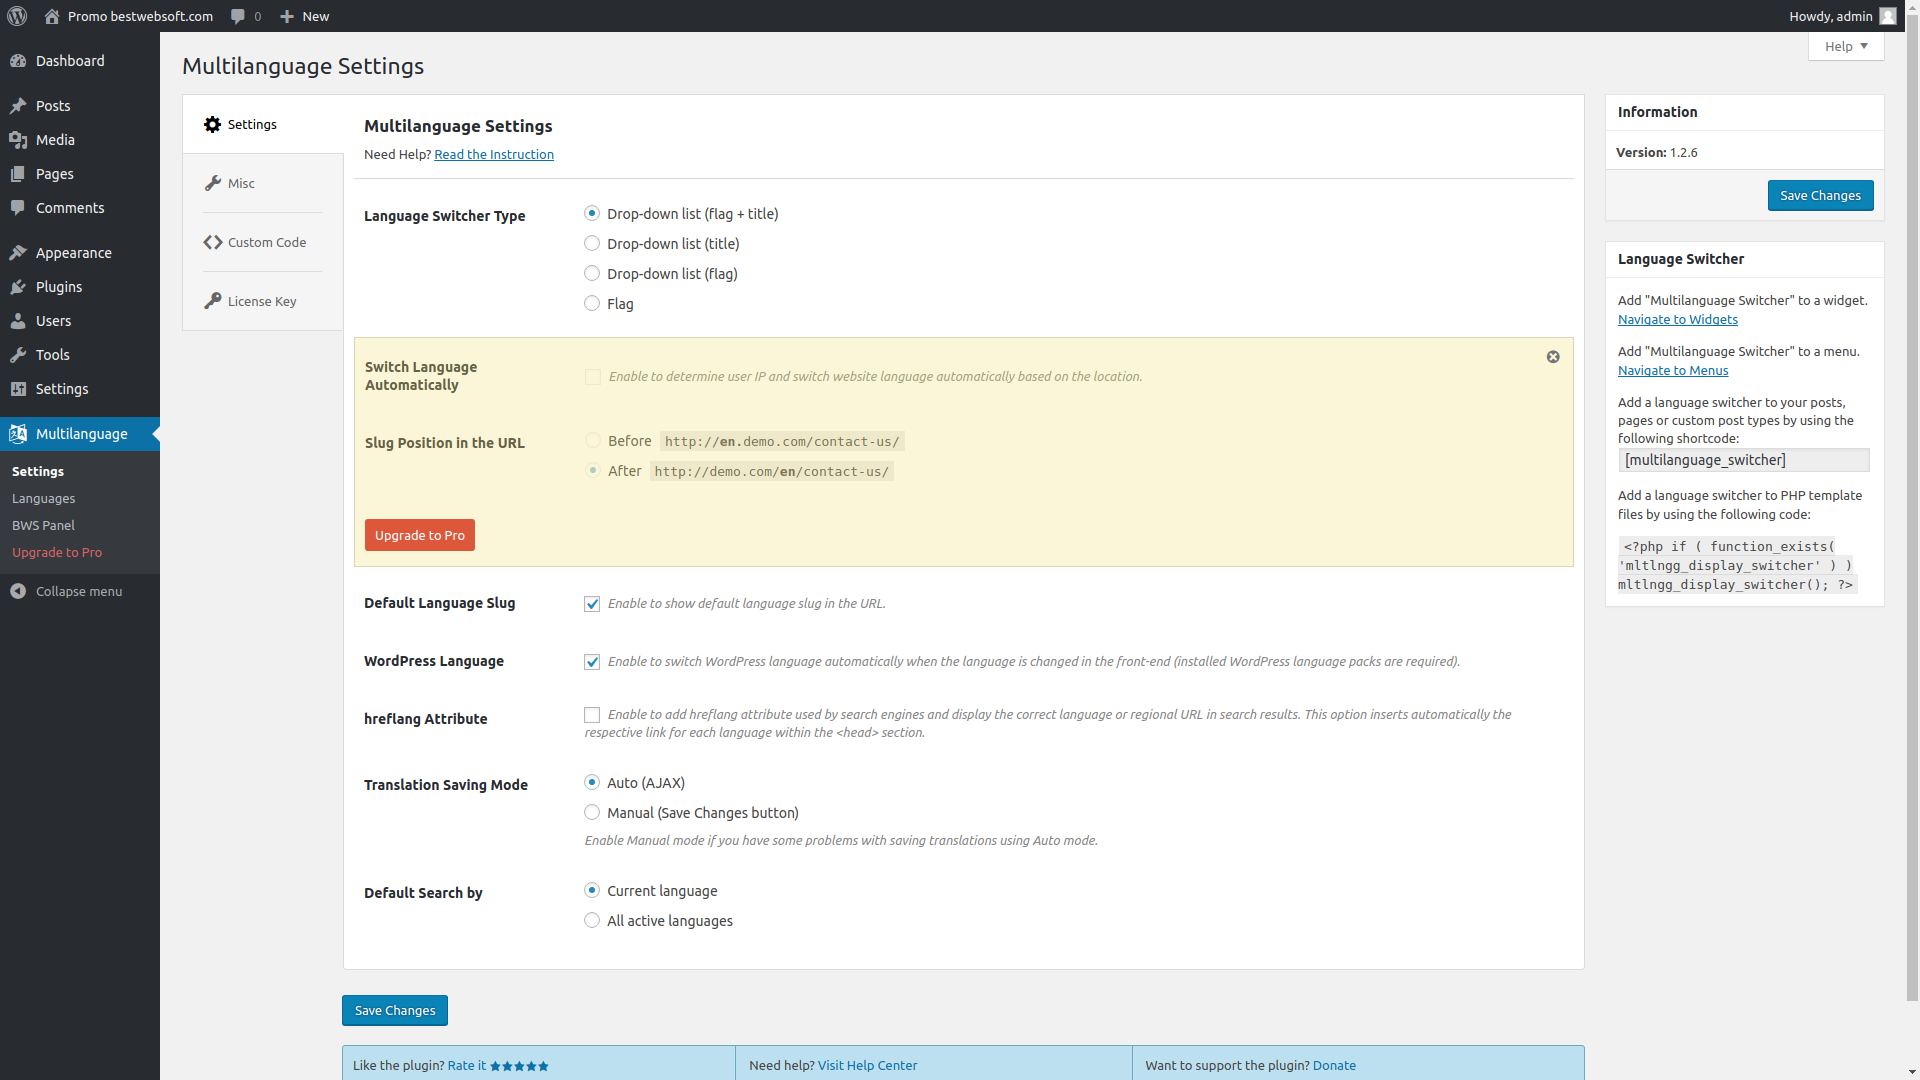 Promo bestwebsoft.com 0 New Howdy, admin
Help
Dashboard
Posts
Media
Pages
Comments
Appearance
Plugins
Users
Tools
Settings
Multilanguage
Settings
Languages
BWS Panel
Upgrade to Pro
Collapse menu
Multilanguage Settings
Settings
Misc
Custom Code
License Key
Multilanguage Settings
Need Help? Read the Instruction
Language Switcher Type
Drop-down list (flag + title)
Drop-down list (title)
Drop-down list (flag)
Flag
Switch Language
Automatically
Enable to determine user IP and switch website language automatically based on the location.
Slug Position in the URL
Before http://en.demo.com/contact-us/
After http://demo.com/en/contact-us/
Upgrade to Pro
Default Language Slug
Enable to show default language slug in the URL.
WordPress Language
Enable to switch WordPress language automatically when the language is changed in the front-end (installed WordPress language packs are required).
hreflang Attribute
Enable to add hreflang attribute used by search engines and display the correct language or regional URL in search results. This option inserts automatically the
respective link for each language within the <head> section.
Translation Saving Mode
Auto (AJAX)
Manual (Save Changes button)
Enable Manual mode if you have some problems with saving translations using Auto mode.
Default Search by
Current language
All active languages
Save Changes
Like the plugin? Rate it
Need help? Visit Help Center
Want to support the plugin? Donate
Information
Version: 1.2.6
Save Changes
Language Switcher
Add "Multilanguage Switcher" to a widget.
Navigate to Widgets
Add "Multilanguage Switcher" to a menu.
Navigate to Menus
Add a language switcher to your posts,
pages or custom post types by using the
following shortcode:
[multilanguage_switcher]
Add a language switcher to PHP template
files by using the following code:
<?php if ( function_exists(
'mltlngg_display_switcher' ) )
mltlngg_display_switcher(); ?>